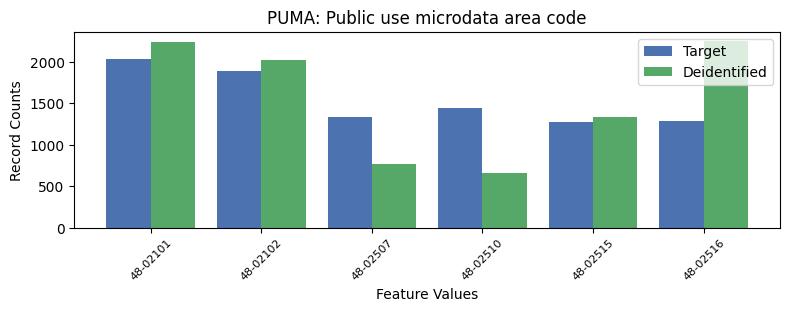 PUMA: Public use microdata area code
Target
Deidentified
Record Counts
2000
1500
1000
500
0
48-02101
48-02102
48-02507
48-02510
48-02515
48-02516
Feature Values